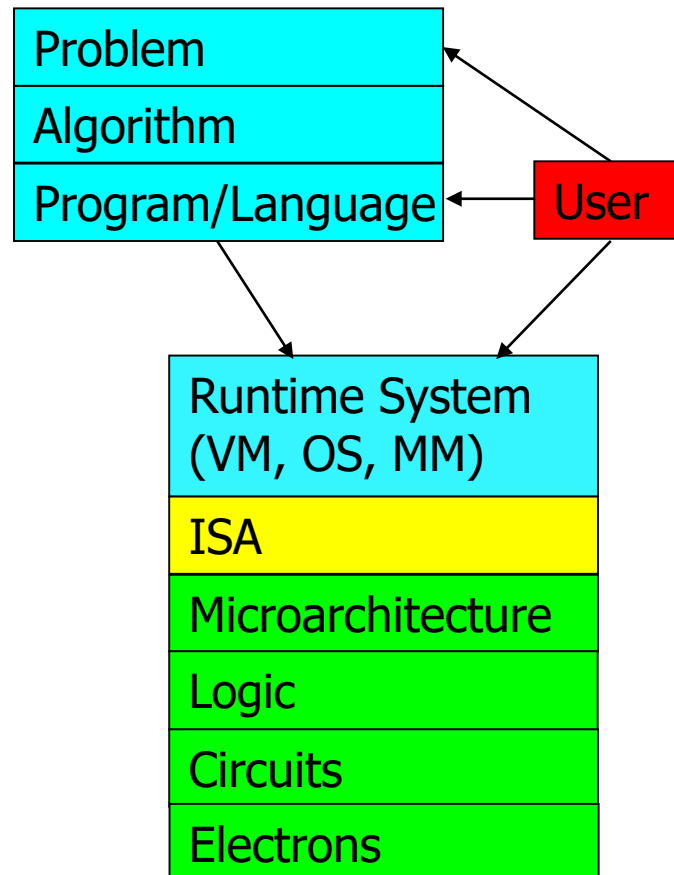 Problem
Algorithm
Program/Language
User
Runtime System
(VM, OS, MM)
ISA
Microarchitecture
Logic
Circuits
Electrons